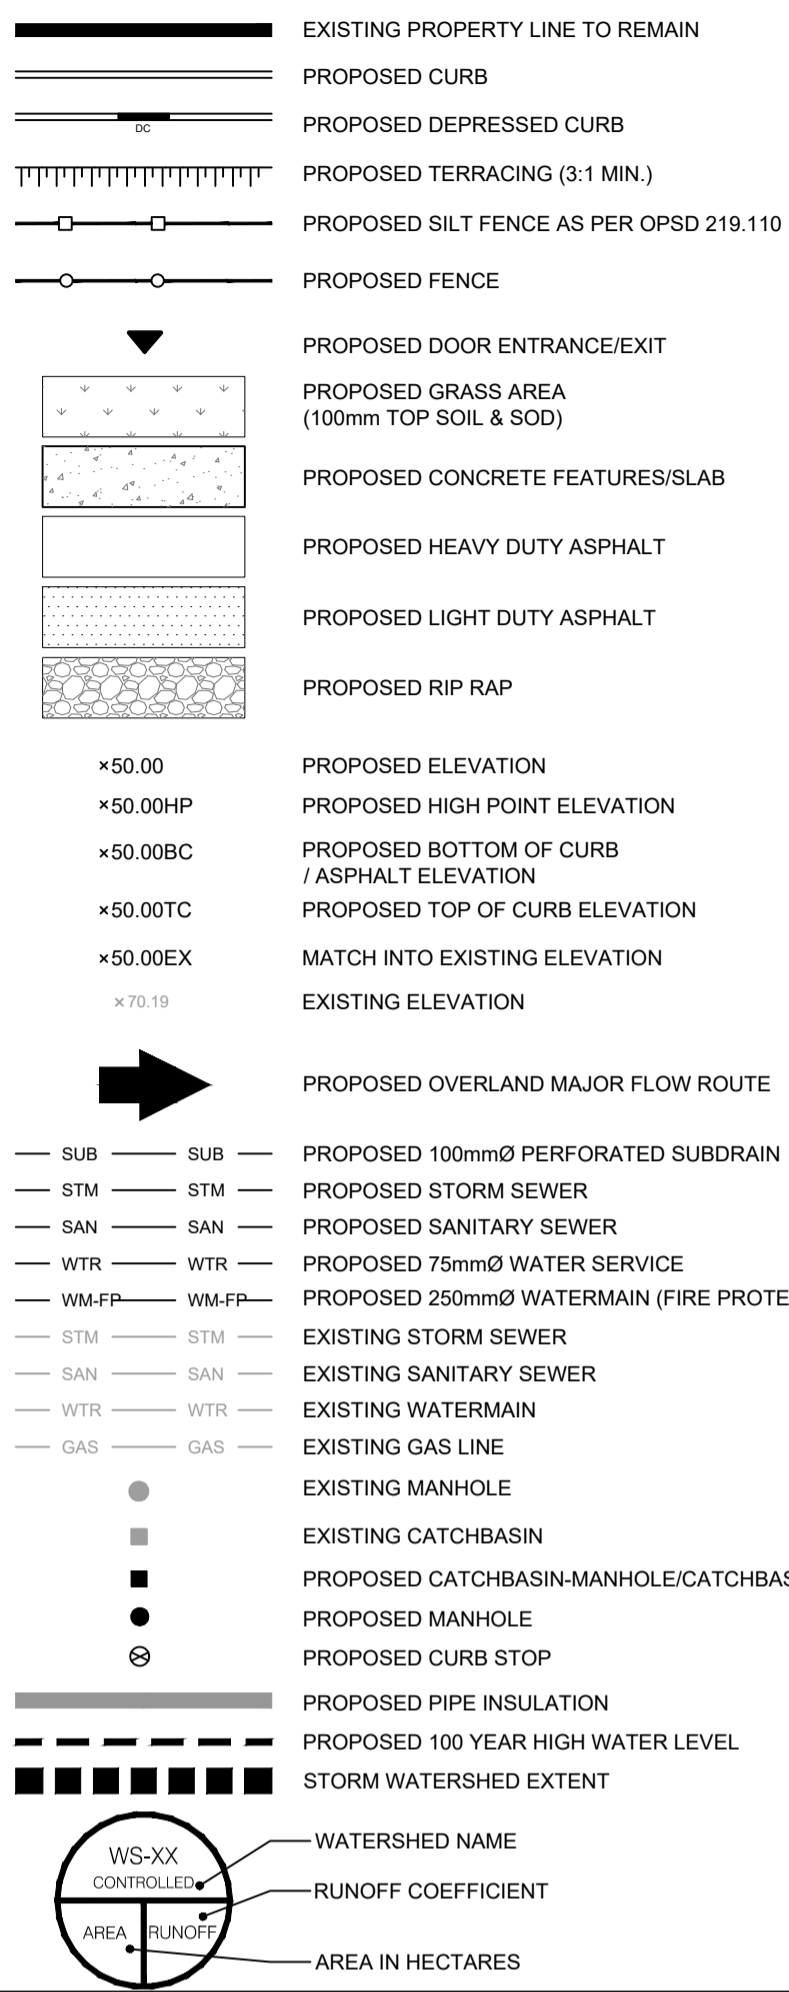 EXISTING PROPERTY LINE TO REMAIN
PROPOSED CURB
DC
PROPOSED DEPRESSED CURB
PROPOSED TERRACING (3:1 MIN.)
PROPOSED SILT FENCE AS PER OPSD 219.110
PROPOSED FENCE
PROPOSED DOOR ENTRANCE/EXIT
PROPOSED GRASS AREA
(100mm TOP SOIL & SOD)
PROPOSED CONCRETE FEATURES/SLAB
PROPOSED HEAVY DUTY ASPHALT
PROPOSED LIGHT DUTY ASPHALT
PROPOSED RIP RAP
×50.00 PROPOSED ELEVATION
×50.00HP PROPOSED HIGH POINT ELEVATION
×50.00BC PROPOSED BOTTOM OF CURB
/ ASPHALT ELEVATION
×50.00TC PROPOSED TOP OF CURB ELEVATION
×50.00EX MATCH INTO EXISTING ELEVATION
×70.19 EXISTING ELEVATION
PROPOSED OVERLAND MAJOR FLOW ROUTE
SUB SUB PROPOSED 100mmØ PERFORATED SUBDRAIN
STM STM PROPOSED STORM SEWER
SAN SAN PROPOSED SANITARY SEWER
WTR WTR PROPOSED 75mmØ WATER SERVICE
WM-FP WM-FP PROPOSED 250mmØ WATERMAIN (FIRE PROTE
STM STM EXISTING STORM SEWER
SAN SAN EXISTING SANITARY SEWER
WTR WTR EXISTING WATERMAIN
GAS GAS EXISTING GAS LINE
EXISTING MANHOLE
EXISTING CATCHBASIN
PROPOSED CATCHBASIN-MANHOLE/CATCHBAS
PROPOSED MANHOLE
PROPOSED CURB STOP
PROPOSED PIPE INSULATION
PROPOSED 100 YEAR HIGH WATER LEVEL
STORM WATERSHED EXTENT
WS-XX
CONTROLLED
WATERSHED NAME
RUNOFF COEFFICIENT
AREA RUNOFF
AREA IN HECTARES